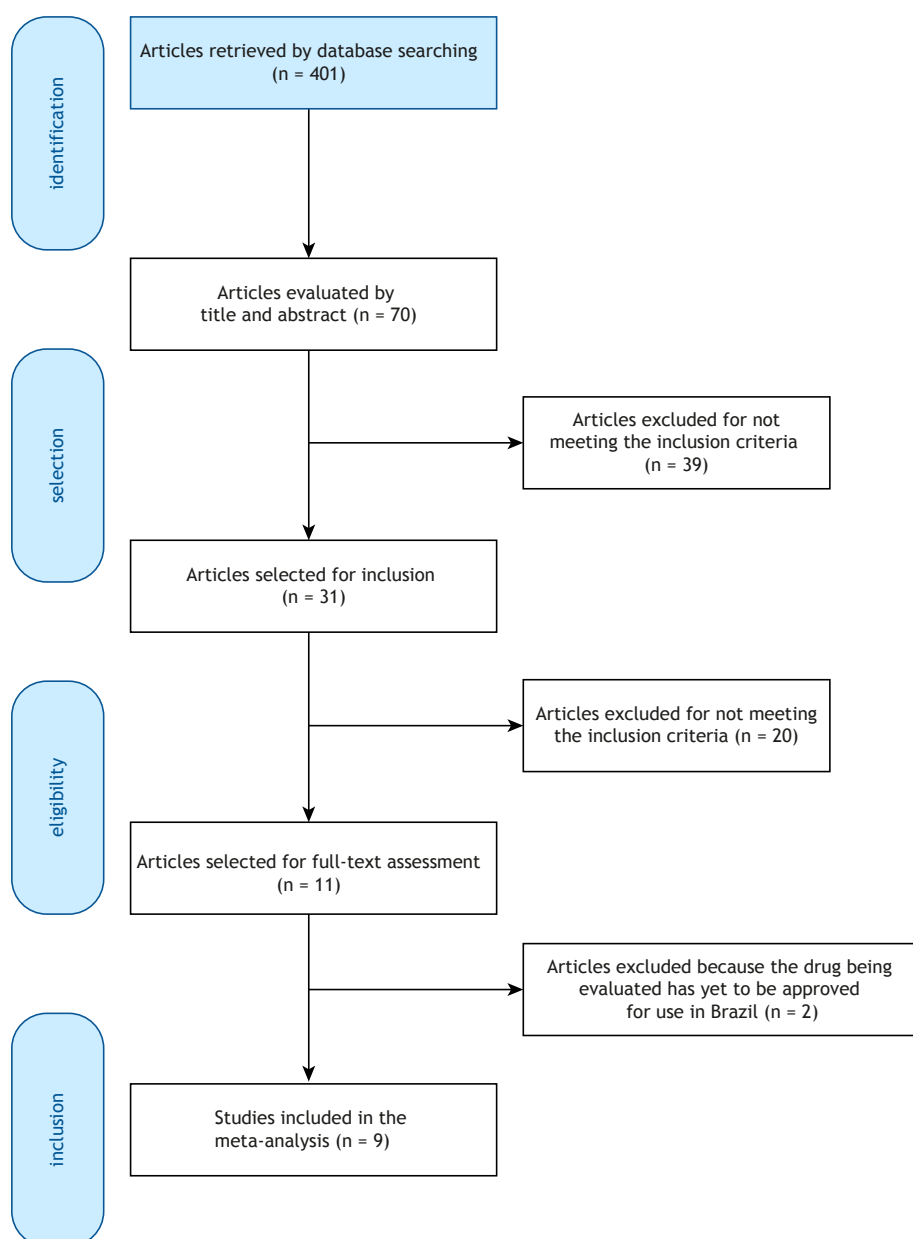 identification
Articles retrieved by database searching
(n = 401)
Articles evaluated by
title and abstract (n = 70)
selection
Articles excluded for not
meeting the inclusion criteria
(n = 39)
Articles selected for inclusion
(n = 31)
eligibility
Articles excluded for not meeting
the inclusion criteria (n = 20)
Articles selected for full-text assessment
(n = 11)
inclusion
Articles excluded because the drug being
evaluated has yet to be approved
for use in Brazil (n = 2)
Studies included in the
meta-analysis (n = 9)